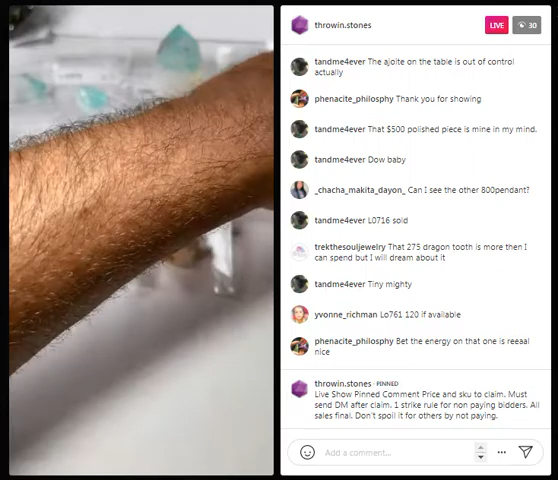 throwin.stones
LIVE
30
tandme4ever The ajoite on the table is out of control
actually
phenacite_philosphy Thank you for showing
tandme4ever That $500 polished piece is mine in my mind.
tandme4ever Dow baby
_chacha_makita_dayon_ Can I see the other 800pendant?
tandme4ever L0716 sold
trekthesouljewelry That 275 dragon tooth is more then I
can spend but I will dream about it
tandme4ever Tiny mighty
yvonne_richman Lo761 120 if available
phenacite_philosphy Bet the energy on that one is reeaal
nice
throwin.stones · PINNED
Live Show Pinned Comment Price and sku to claim. Must
send DM after claim. 1 strike rule for non paying bidders. All
sales final. Don't spoil it for others by not paying.
Add a comment...